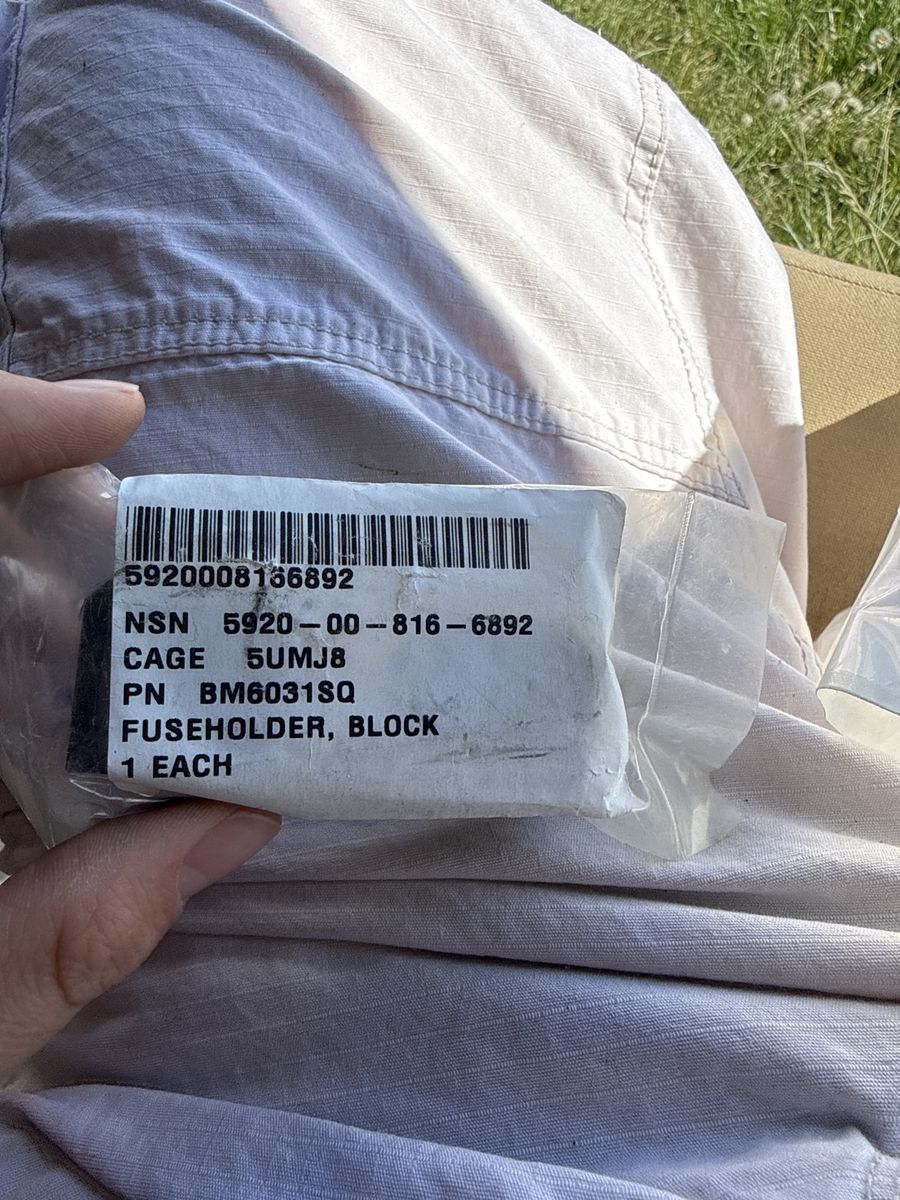 5920008166892
NSN 5920-00-816-6892
CAGE 5UMJ8
PN BM6031SQ
FUSEHOLDER, BLOCK
1 EACH